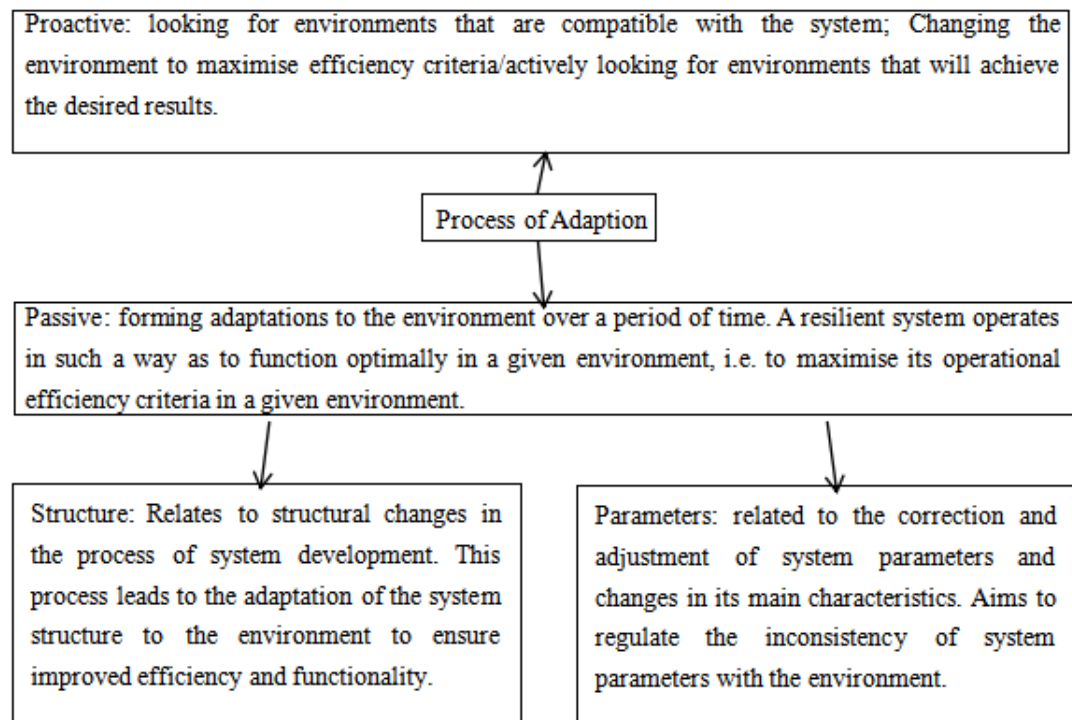 Proactive: looking for environments that are compatible with the system; Changing the
environment to maximise efficiency criteria/actively looking for environments that will achieve
the desired results.
Process of Adaption
Passive: forming adaptations to the environment over a period of time. A resilient system operates
in such a way as to function optimally in a given environment, i.e. to maximise its operational
efficiency criteria in a given environment.
Structure: Relates to structural changes in
the process of system development. This
process leads to the adaptation of the system
structure to the environment to ensure
improved efficiency and functionality.
Parameters: related to the correction and
adjustment of system parameters and
changes in its main characteristics. Aims to
regulate the inconsistency of system
parameters with the environment.